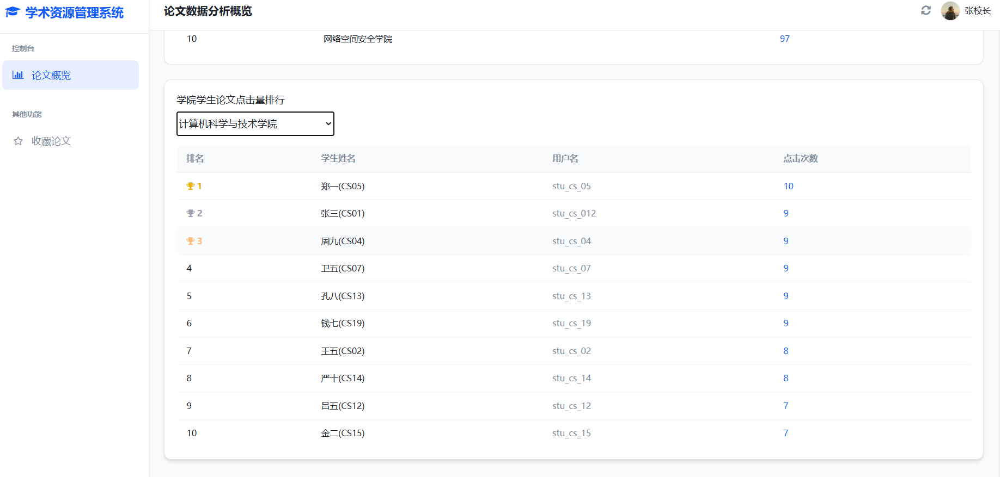 学术资源管理系统
论文数据分析概览
张校长
控制台
论文概览
其他功能
收藏论文
10 网络空间安全学院 97
学院学生论文点击量排行
计算机科学与技术学院
排名 学生姓名 用户名 点击次数
1 郑一(CS05) stu_cs_05 10
2 张三(CS01) stu_cs_012 9
3 周九(CS04) stu_cs_04 9
4 卫五(CS07) stu_cs_07 9
5 孔八(CS13) stu_cs_13 9
6 钱七(CS19) stu_cs_19 9
7 王五(CS02) stu_cs_02 8
8 严十(CS14) stu_cs_14 8
9 吕五(CS12) stu_cs_12 7
10 金二(CS15) stu_cs_15 7